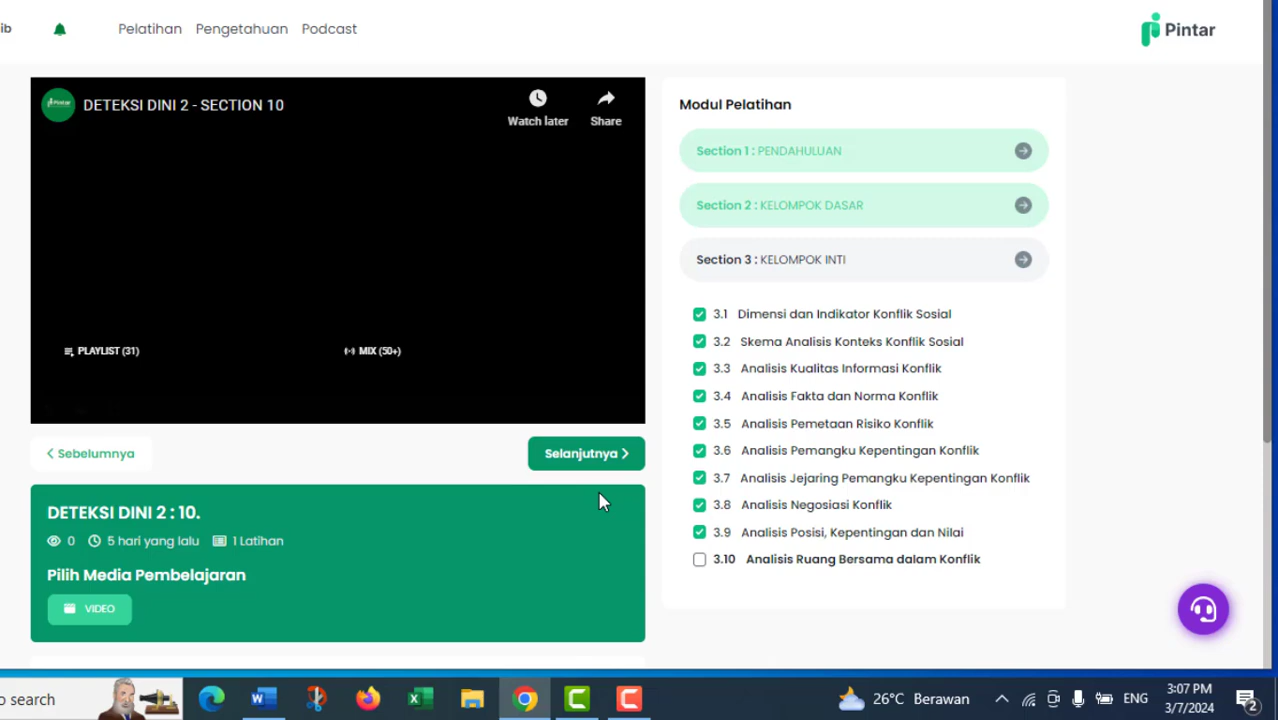 ib
Pelatihan Pengetahuan Podcast
Pintar
Pintar
DETEKSI DINI 2 - SECTION 10
Watch later
Share
PLAYLIST (31)
MIX (50+)
Sebelumnya
Selanjutnya
DETEKSI DINI 2 : 10.
0 5 hari yang lalu 1 Latihan
Pilih Media Pembelajaran
VIDEO
Modul Pelatihan
Section 1 : PENDAHULUAN
Section 2 : KELOMPOK DASAR
Section 3 : KELOMPOK INTI
3.1 Dimensi dan Indikator Konflik Sosial
3.2 Skema Analisis Konteks Konflik Sosial
3.3 Analisis Kualitas Informasi Konflik
3.4 Analisis Fakta dan Norma Konflik
3.5 Analisis Pemetaan Risiko Konflik
3.6 Analisis Pemangku Kepentingan Konflik
3.7 Analisis Jejaring Pemangku Kepentingan Konflik
3.8 Analisis Negosiasi Konflik
3.9 Analisis Posisi, Kepentingan dan Nilai
3.10 Analisis Ruang Bersama dalam Konflik
o search
26°C Berawan
ENG
3:07 PM
3/7/2024
2